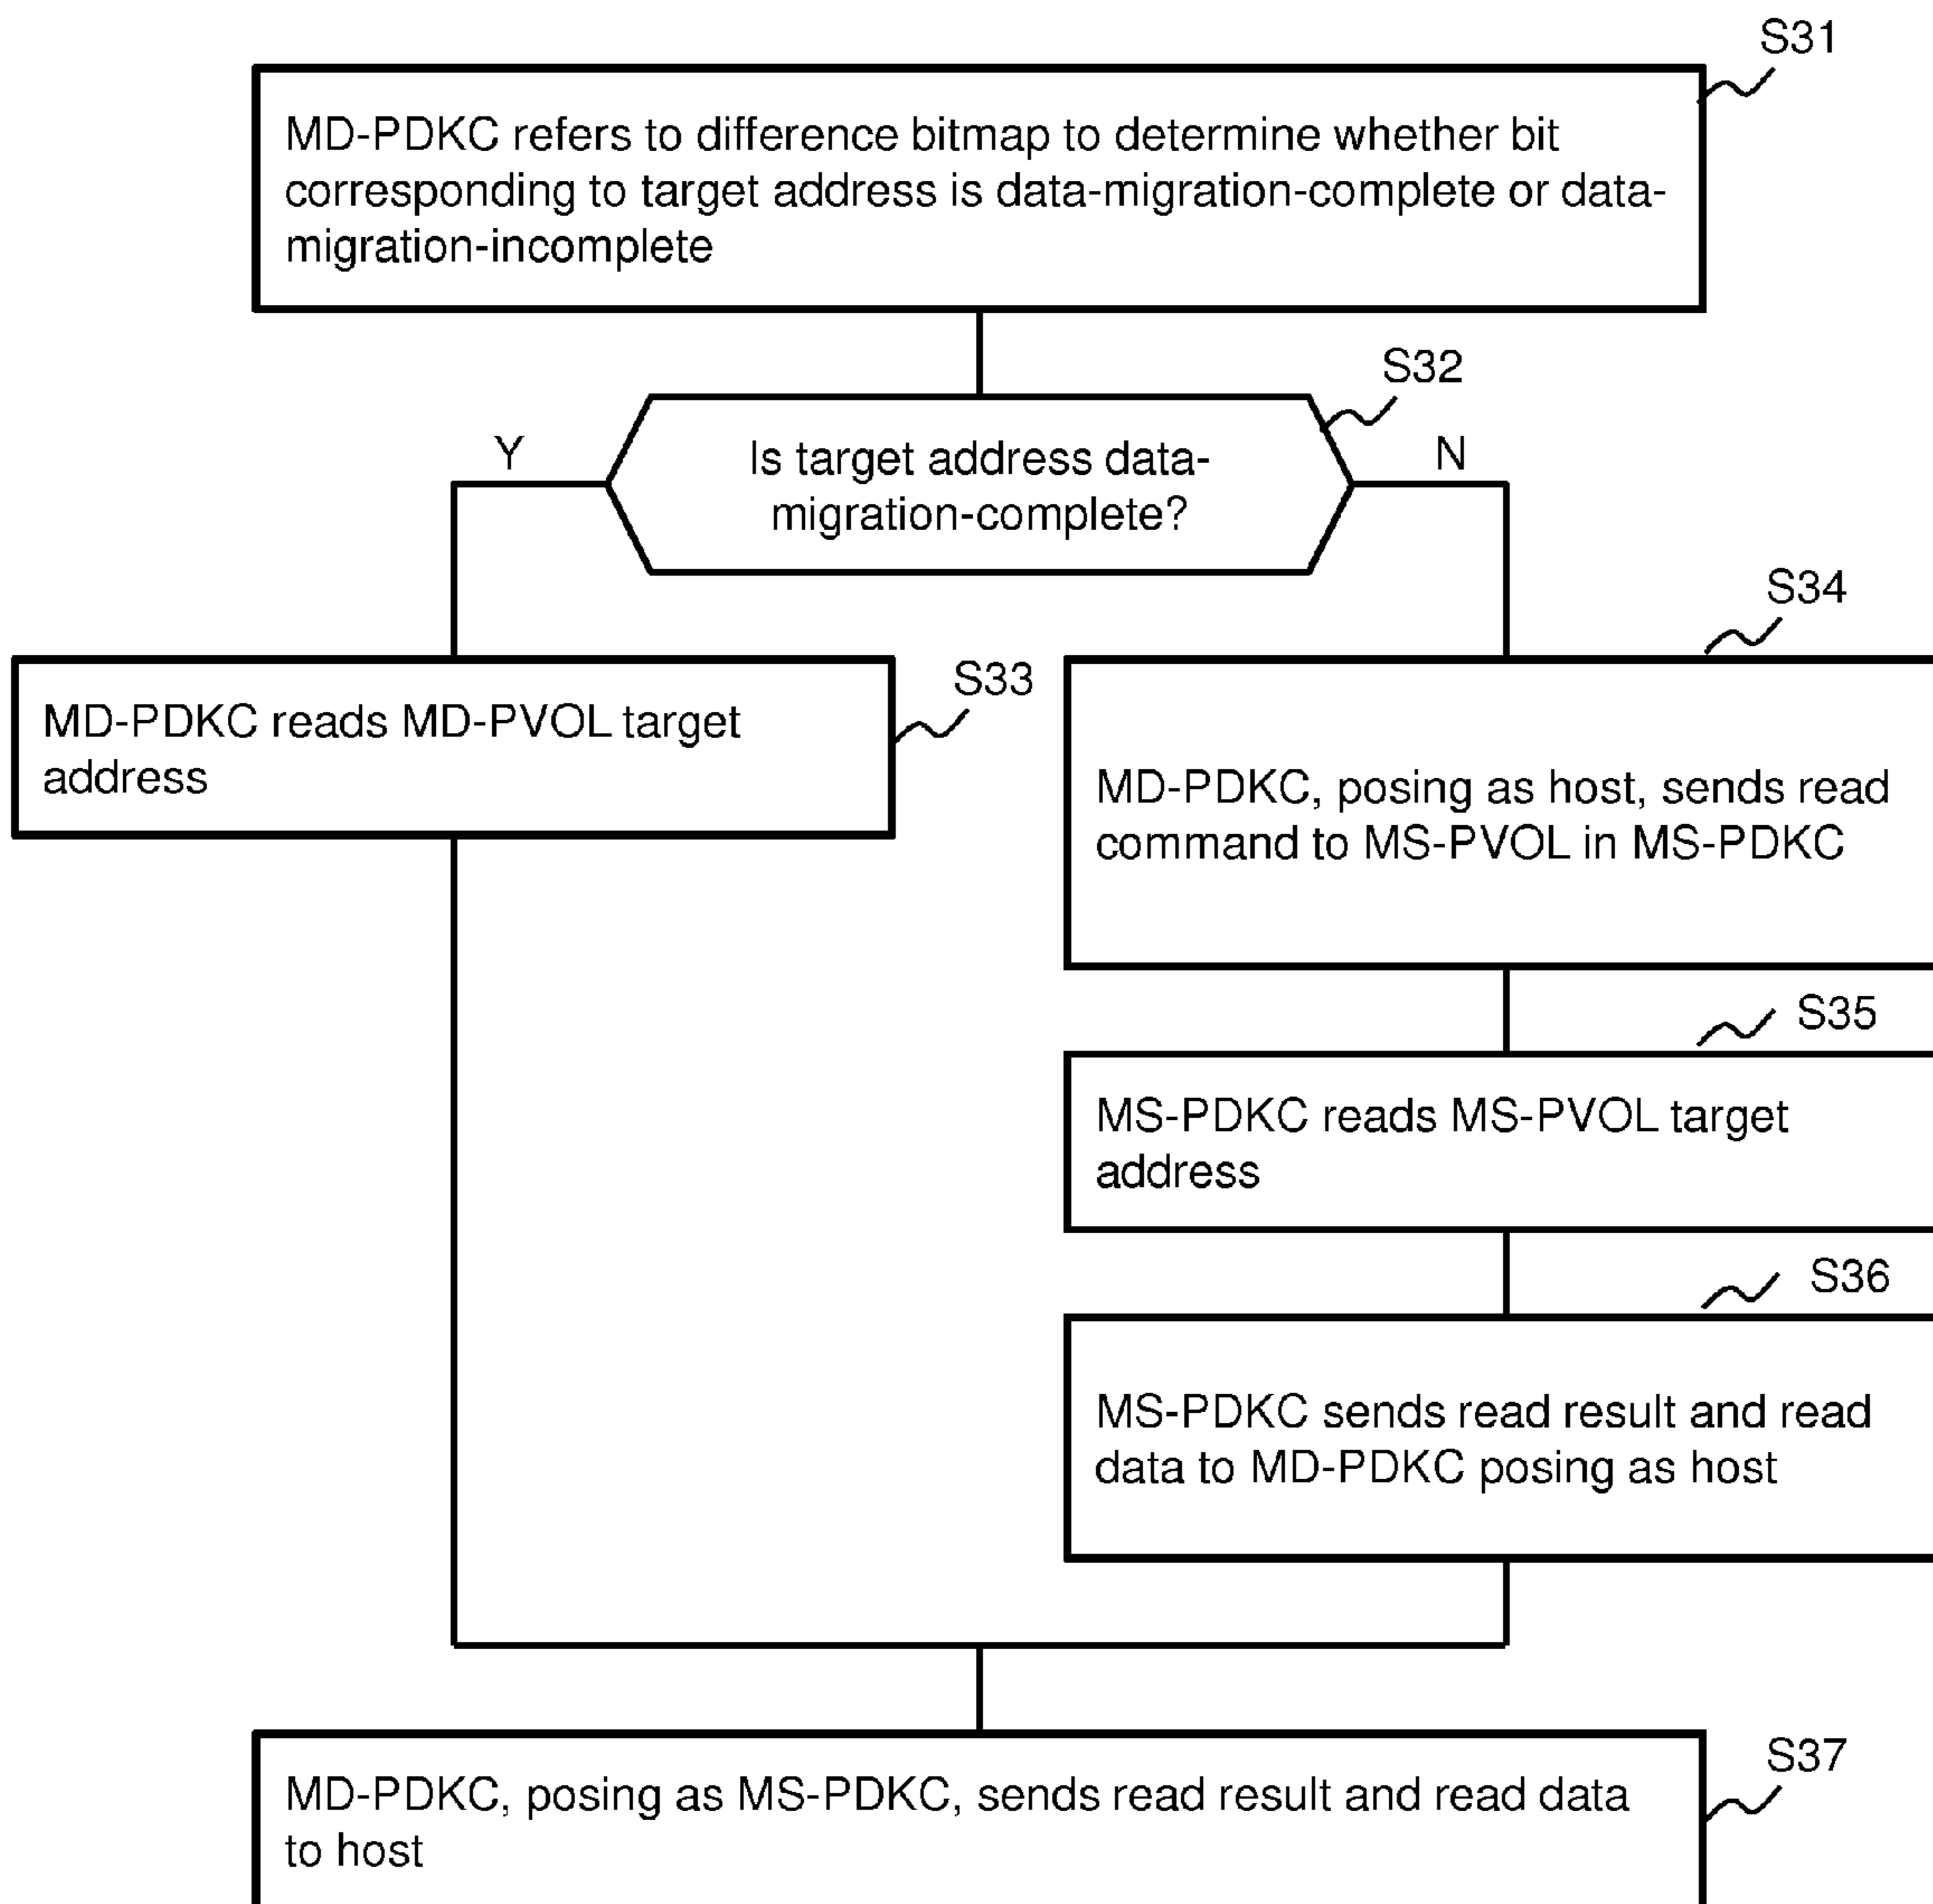 S31
MD-PDKC refers to difference bitmap to determine whether bit
corresponding to target address is data-migration-complete or data-
migration-incomplete
S32
Y
N
Is target address data-
migration-complete?
S33
MD-PDKC reads MD-PVOL target
address
S34
MD-PDKC, posing as host, sends read
command to MS-PVOL in MS-PDKC
S35
MS-PDKC reads MS-PVOL target
address
S36
MS-PDKC sends read result and read
data to MD-PDKC posing as host
S37
MD-PDKC, posing as MS-PDKC, sends read result and read data
to host